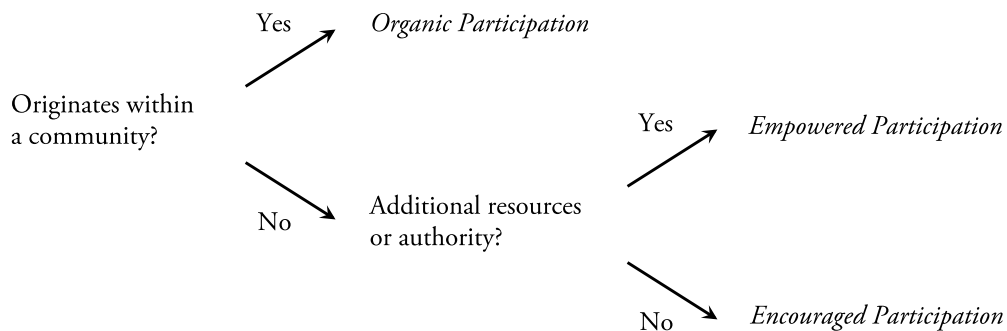 Yes
Organic Participation
Originates within
a community?
Yes
Empowered Participation
No
Additional resources
or authority?
No
Encouraged Participation